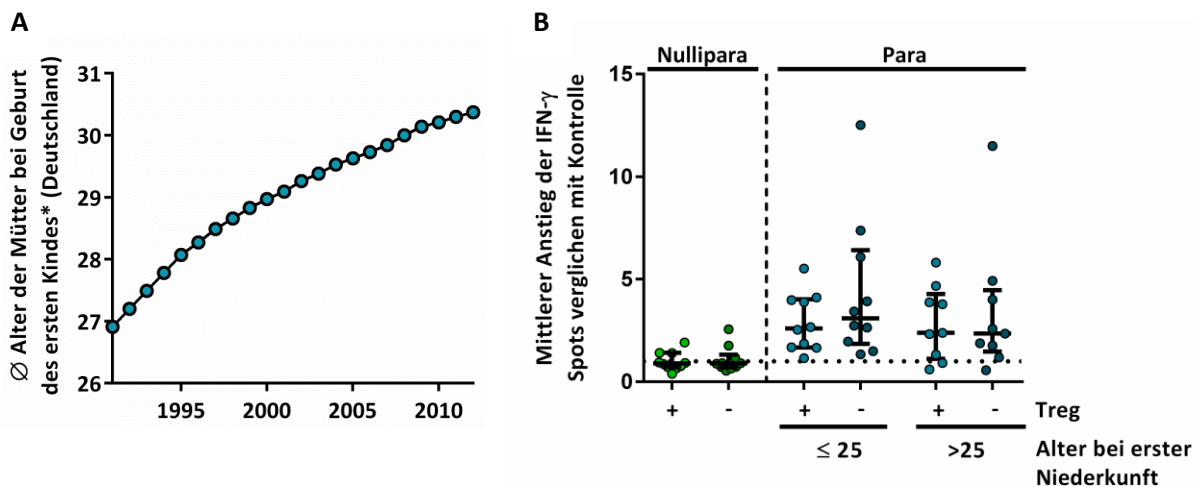 A
∅ Alter der Mütter bei Geburt
des ersten Kindes* (Deutschland)
31
30
29
28
27
26
1995
2000
2005
2010
B
Nullipara
Para
Mittlerer Anstieg der IFN-γ
Spots verglichen mit Kontrolle
15
10
5
0
+ - + - + - Treg
≤ 25 >25 Alter bei erster
Niederkunft